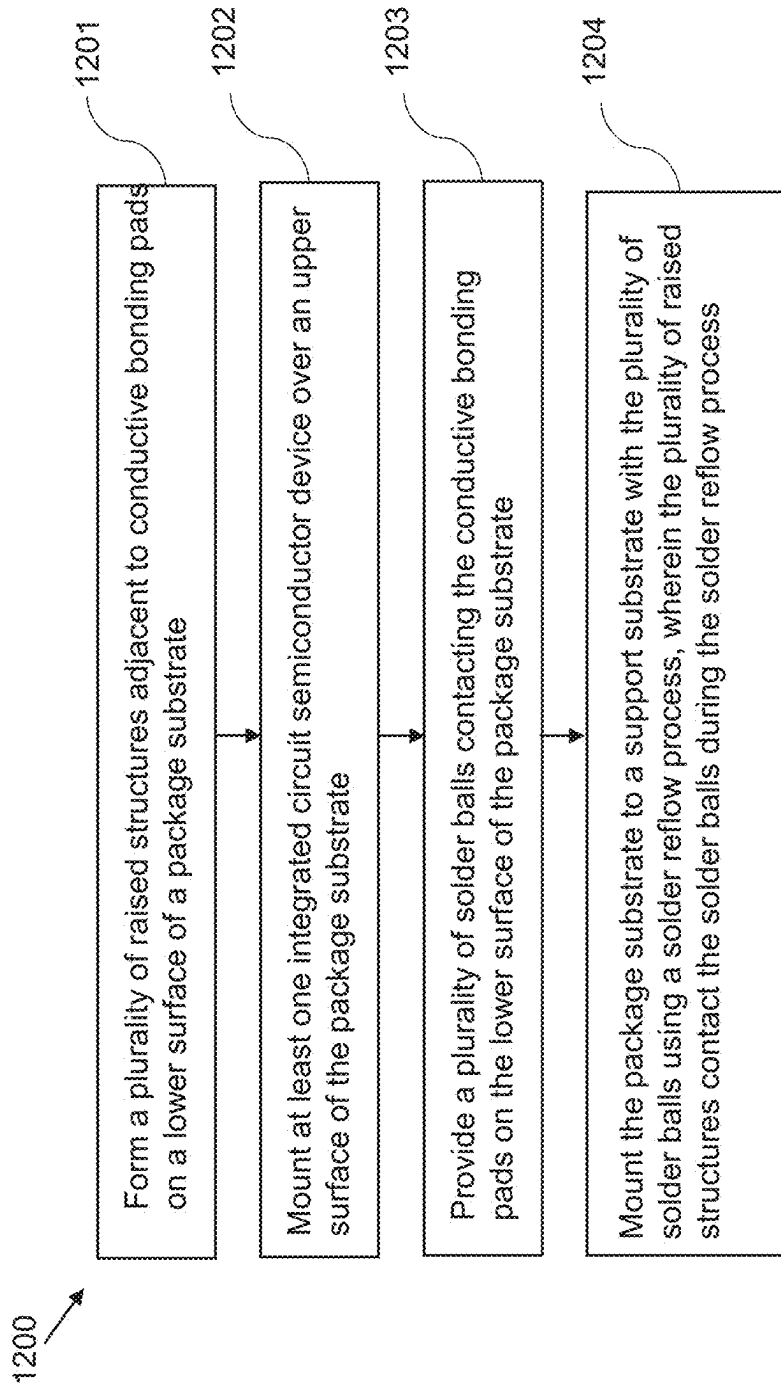 1200
Form a plurality of raised structures adjacent to conductive bonding pads
on a lower surface of a package substrate
1201
Mount at least one integrated circuit semiconductor device over an upper
surface of the package substrate
1202
Provide a plurality of solder balls contacting the conductive bonding
pads on the lower surface of the package substrate
1203
Mount the package substrate to a support substrate with the plurality of
solder balls using a solder reflow process, wherein the plurality of raised
structures contact the solder balls during the solder reflow process
1204